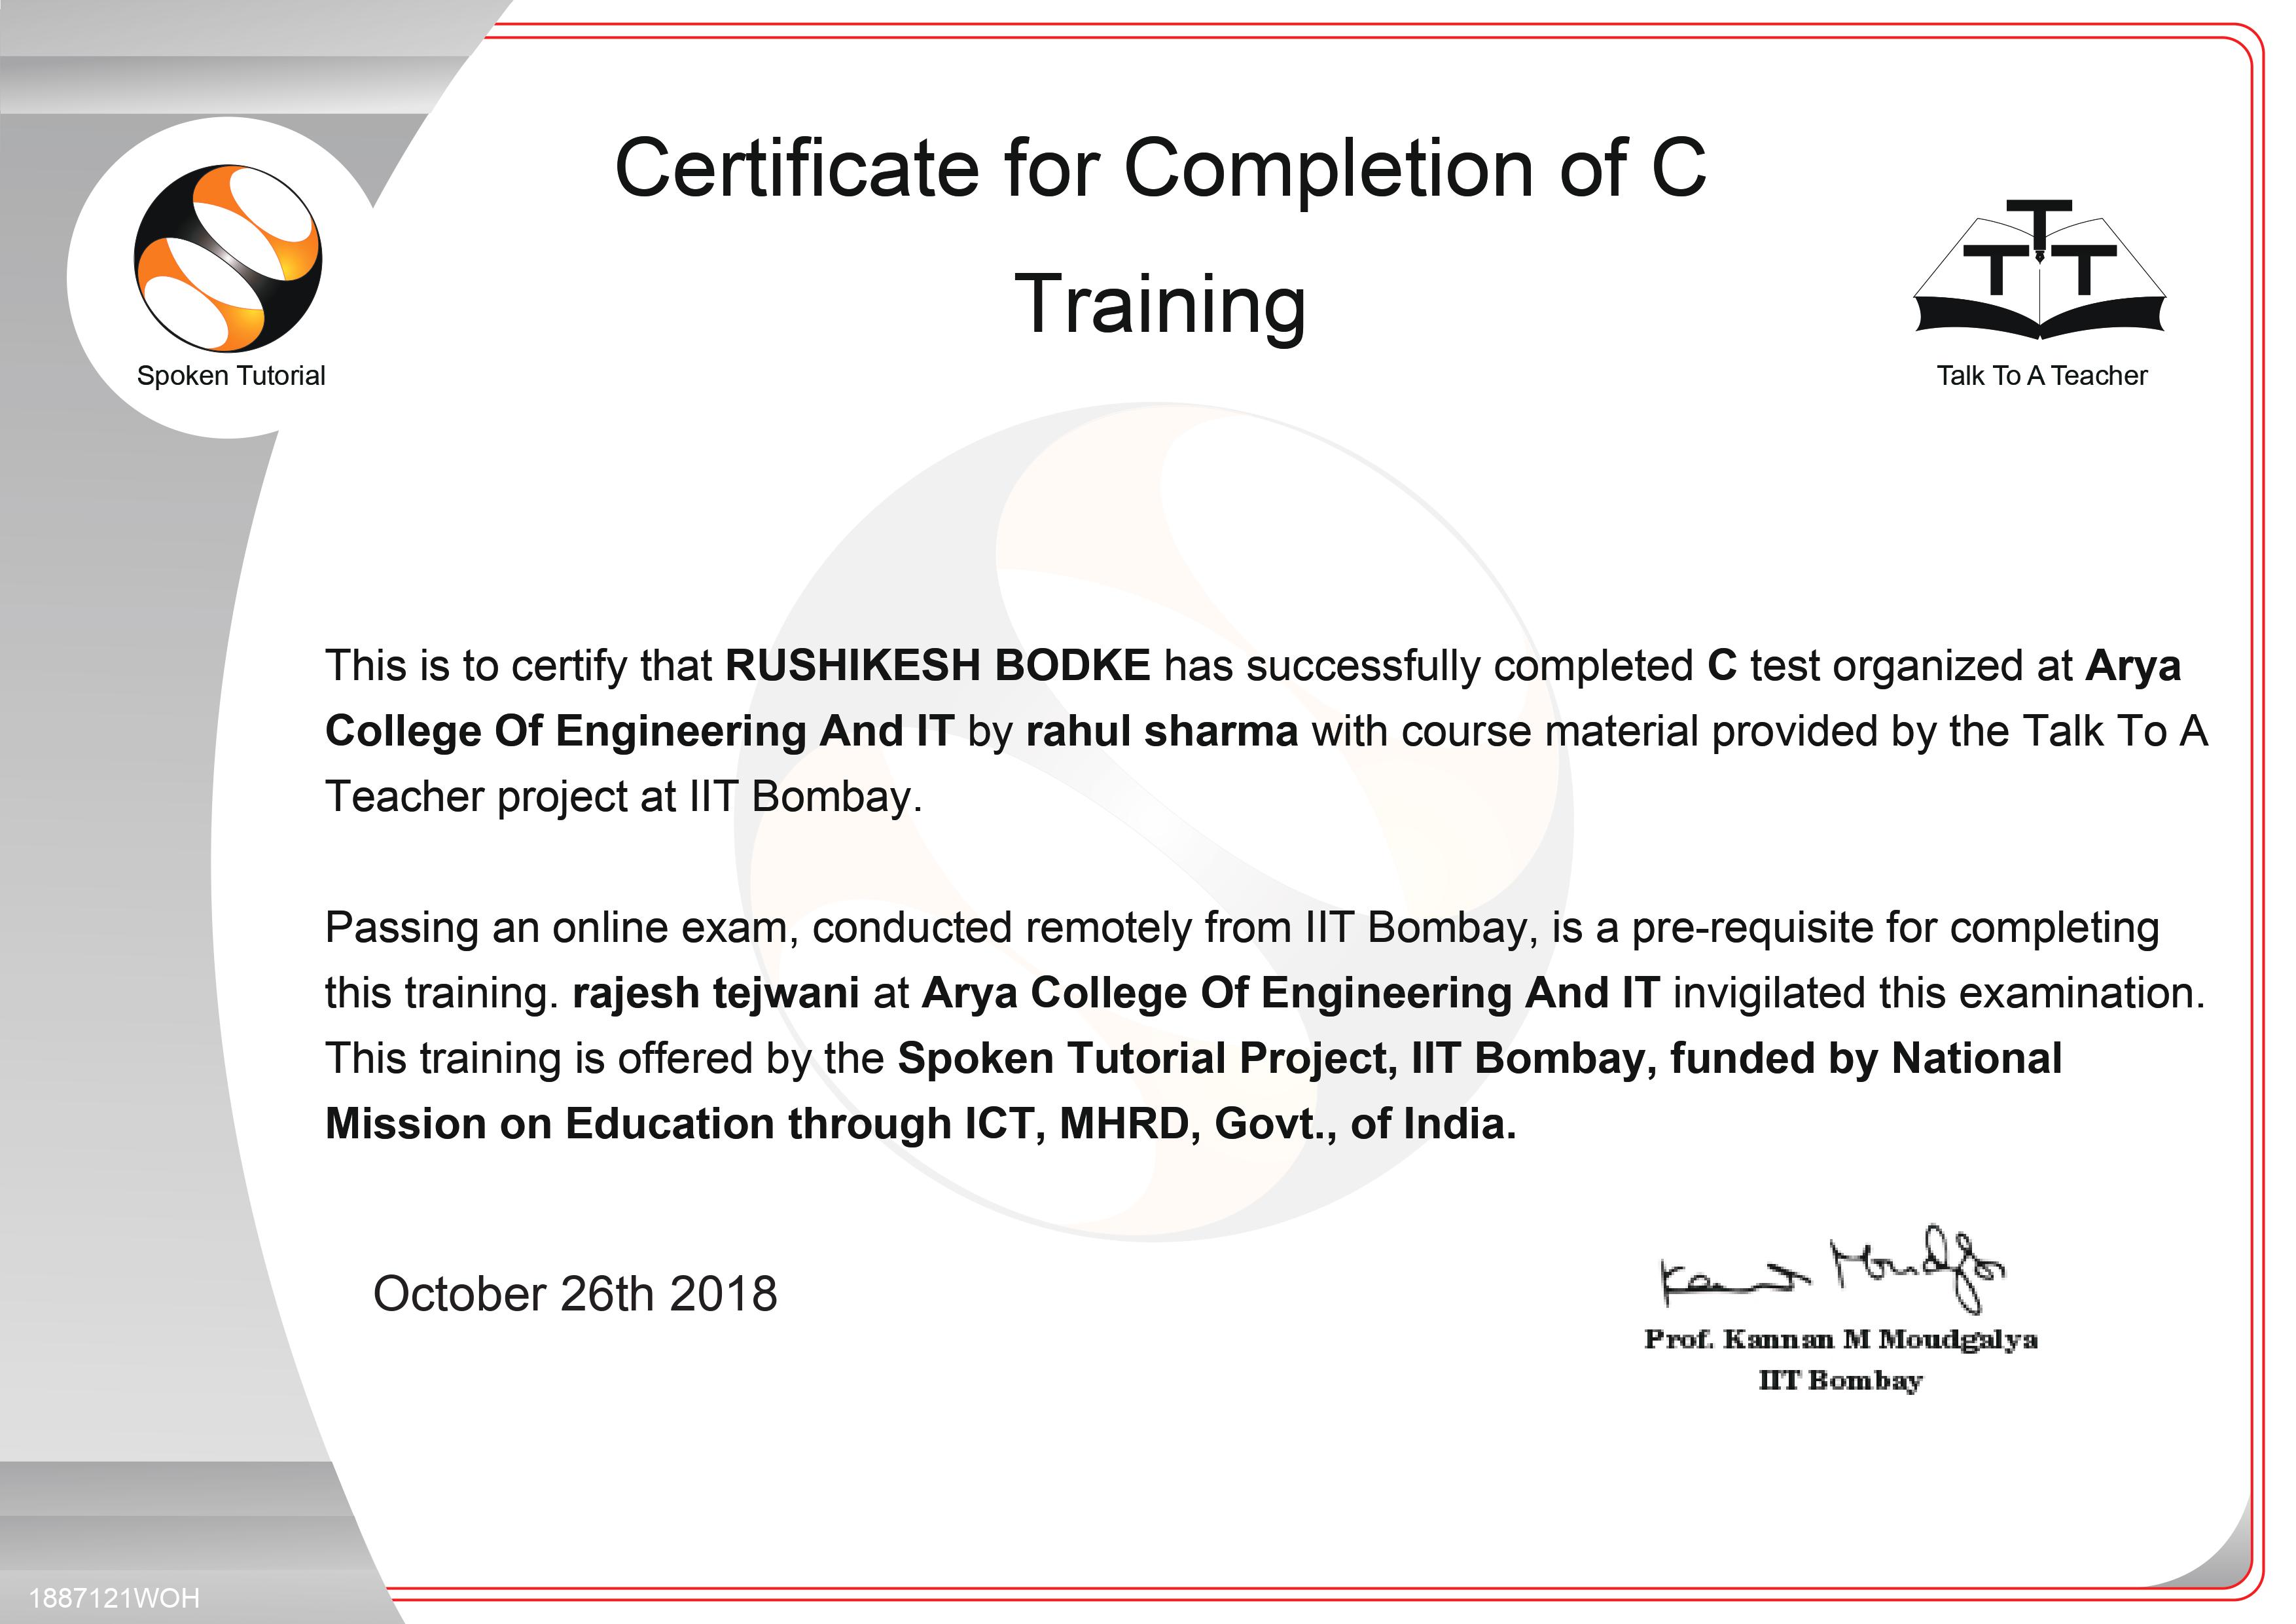 Certificate for Completion of C
Training
Spoken Tutorial
TTT
Talk To A Teacher
This is to certify that RUSHIKESH BODKE has successfully completed C test organized at Arya
College Of Engineering And IT by rahul sharma with course material provided by the Talk To A
Teacher project at IIT Bombay.
Passing an online exam, conducted remotely from IIT Bombay, is a pre-requisite for completing
this training. rajesh tejwani at Arya College Of Engineering And IT invigilated this examination.
This training is offered by the Spoken Tutorial Project, IIT Bombay, funded by National
Mission on Education through ICT, MHRD, Govt., of India.
October 26th 2018
Kannan Moudgalya
Prof. Kannan M Moudgalya
IIT Bombay
1887121WOH